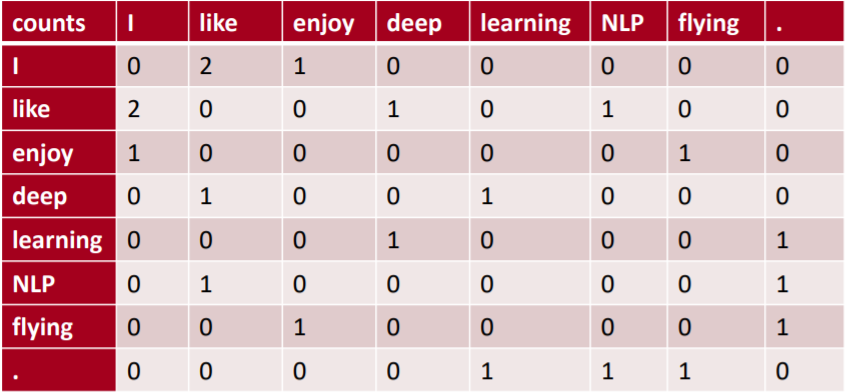 counts I like enjoy deep learning NLP flying .
I 0 2 1 0 0 0 0 0
like 2 0 0 1 0 1 0 0
enjoy 1 0 0 0 0 0 1 0
deep 0 1 0 0 1 0 0 0
learning 0 0 0 1 0 0 0 1
NLP 0 1 0 0 0 0 0 1
flying 0 0 1 0 0 0 0 1
. 0 0 0 0 1 1 1 0